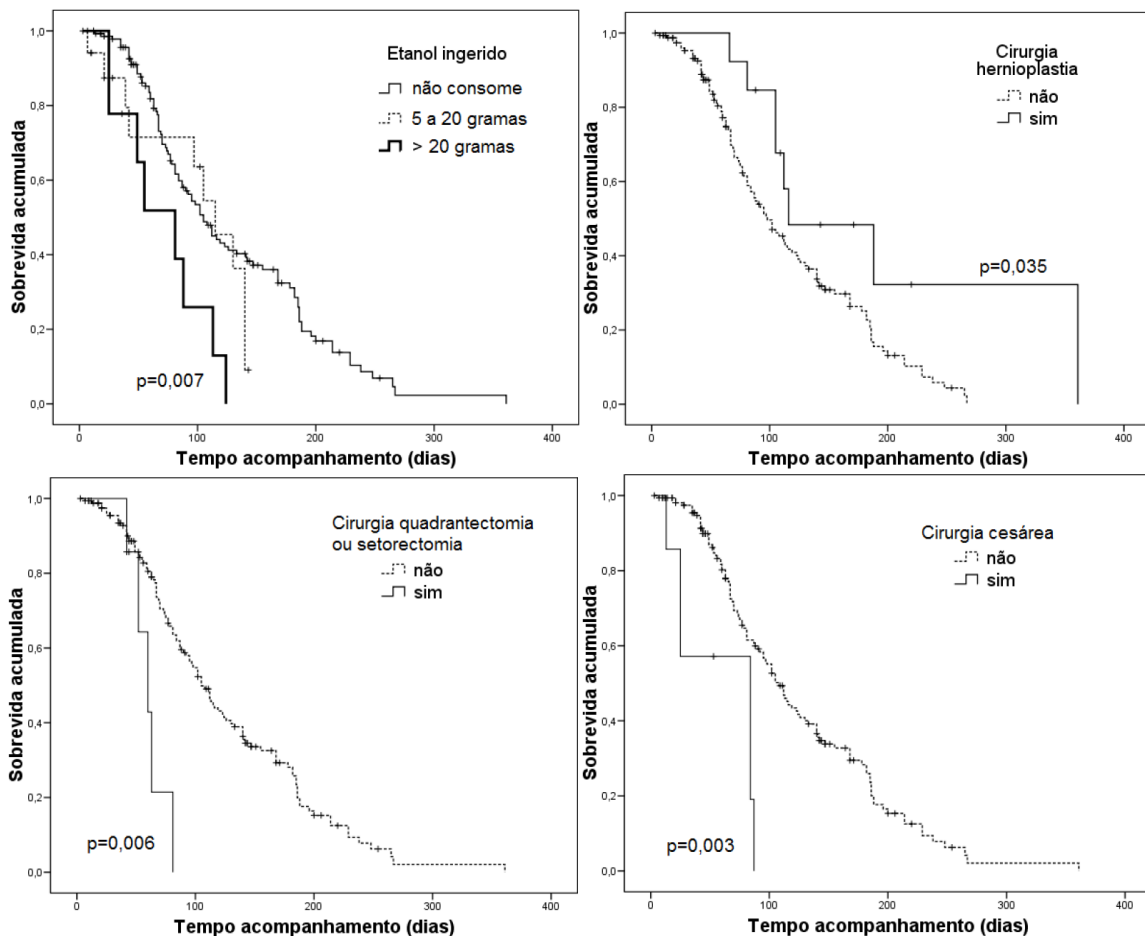 Sobrevida acumulada
1,0
0,8
0,6
0,4
0,2
0,0
Etanol ingerido
não consome
5 a 20 gramas
> 20 gramas
p=0,007
0
100
200
300
400
Tempo acompanhamento (dias)
Sobrevida acumulada
1,0
0,8
0,6
0,4
0,2
0,0
Cirurgia
hernioplastia
não
sim
p=0,035
0
100
200
300
400
Tempo acompanhamento (dias)
Sobrevida acumulada
1,0
0,8
0,6
0,4
0,2
0,0
Cirurgia quadrantectomia
ou setorectomia
não
sim
p=0,006
0
100
200
300
400
Tempo acompanhamento (dias)
Sobrevida acumulada
1,0
0,8
0,6
0,4
0,2
0,0
Cirurgia cesárea
não
sim
p=0,003
0
100
200
300
400
Tempo acompanhamento (dias)